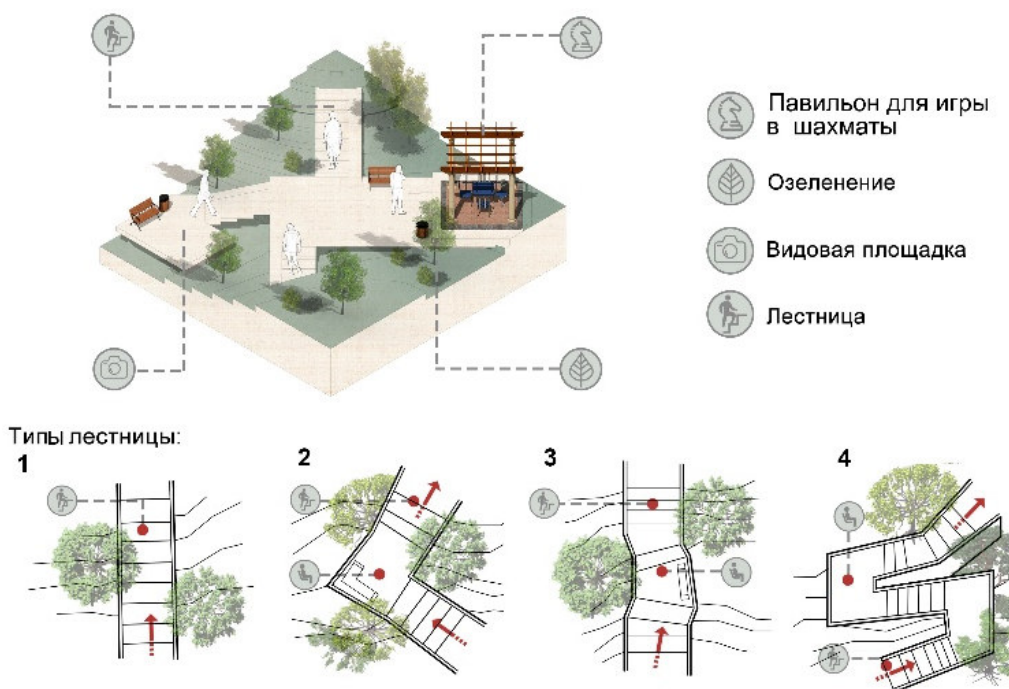 Павильон для игры
в шахматы
Озеленение
Видовая площадка
Лестница
Типы лестницы:
1
2
3
4